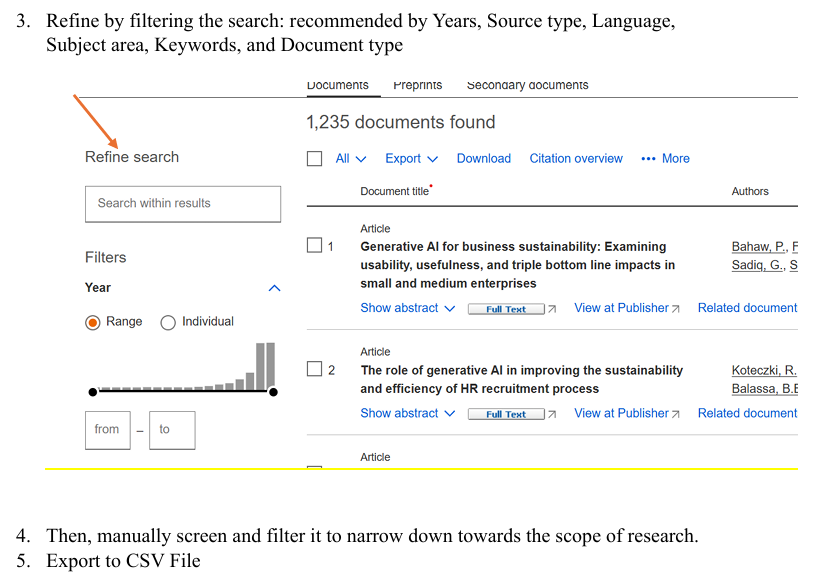 3. Refine by filtering the search: recommended by Years, Source type, Language,
Subject area, Keywords, and Document type
Documents Preprints Secondary documents
1,235 documents found
Refine search
All Export Download Citation overview ••• More
Document title* Authors
Search within results
Article
1 Generative AI for business sustainability: Examining Bahaw, P., F
usability, usefulness, and triple bottom line impacts in Sadiq, G., S
small and medium enterprises
Filters
Year
Show abstract Full Text View at Publisher Related document
Range Individual
Article
2 The role of generative AI in improving the sustainability Koteczki, R.
and efficiency of HR recruitment process Balassa, B.E
Show abstract Full Text View at Publisher Related document
from – to
Article
4. Then, manually screen and filter it to narrow down towards the scope of research.
5. Export to CSV File